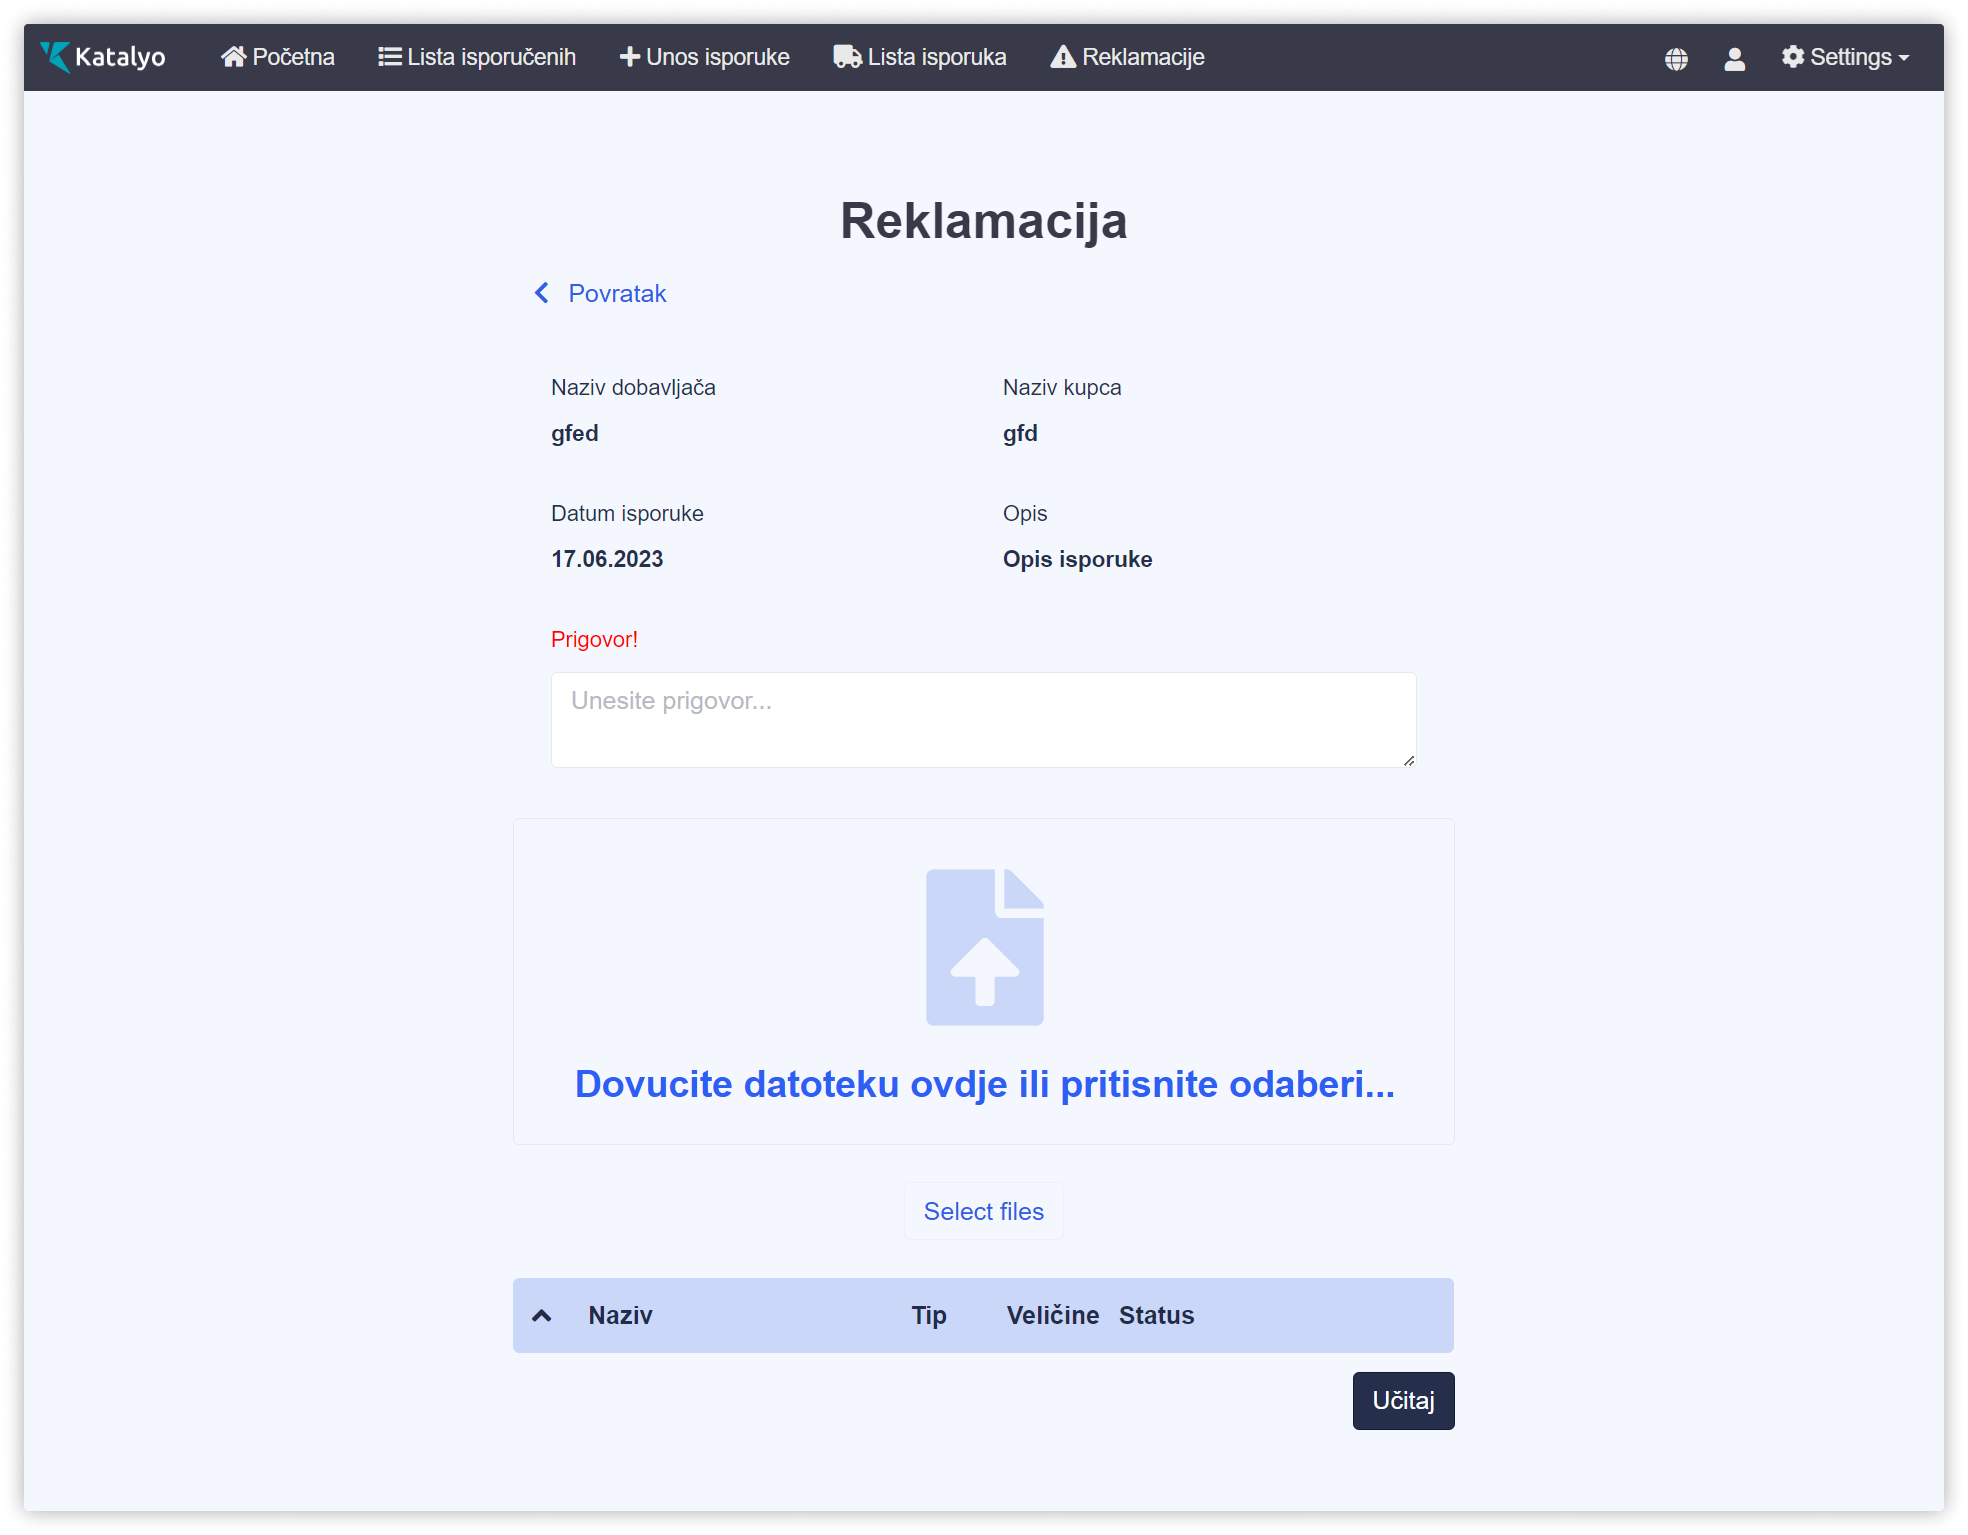 Katalyo Početna Lista isporučenih Unos isporuke Lista isporuka Reklamacije Settings
Reklamacija
Povratak
Naziv dobavljača Naziv kupca
gfed gfd
Datum isporuke Opis
17.06.2023 Opis isporuke
Prigovor!
Unesite prigovor...
Dovucite datoteku ovdje ili pritisnite odaberi...
Select files
Naziv Tip Veličine Status
Učitaj